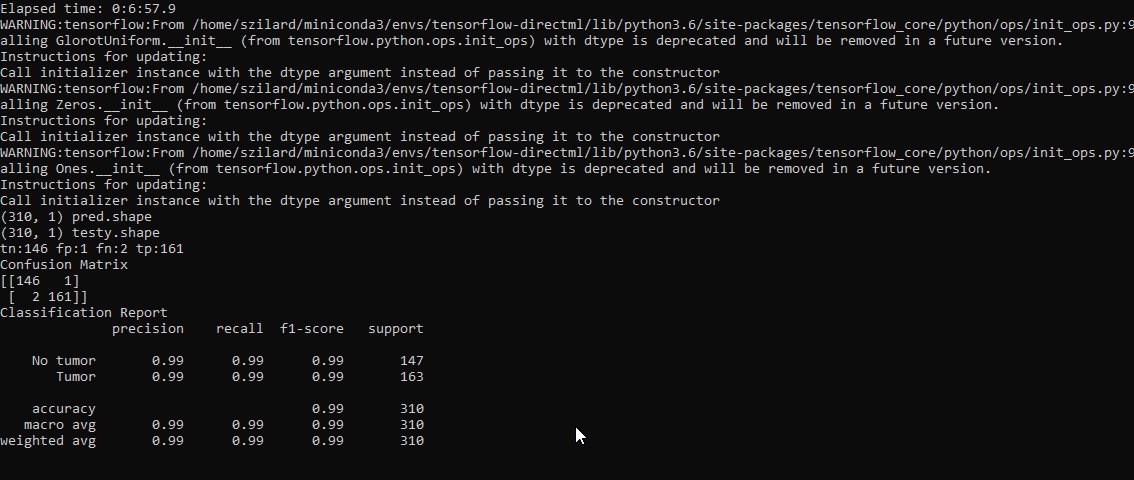 Elapsed time: 0:6:57.9
WARNING:tensorflow:From /home/szilard/miniconda3/envs/tensorflow-directml/lib/python3.6/site-packages/tensorflow_core/python/ops/init_ops.py:9
alling GlorotUniform.__init__ (from tensorflow.python.ops.init_ops) with dtype is deprecated and will be removed in a future version.
Instructions for updating:
Call initializer instance with the dtype argument instead of passing it to the constructor
WARNING:tensorflow:From /home/szilard/miniconda3/envs/tensorflow-directml/lib/python3.6/site-packages/tensorflow_core/python/ops/init_ops.py:9
alling Zeros.__init__ (from tensorflow.python.ops.init_ops) with dtype is deprecated and will be removed in a future version.
Instructions for updating:
Call initializer instance with the dtype argument instead of passing it to the constructor
WARNING:tensorflow:From /home/szilard/miniconda3/envs/tensorflow-directml/lib/python3.6/site-packages/tensorflow_core/python/ops/init_ops.py:9
alling Ones.__init__ (from tensorflow.python.ops.init_ops) with dtype is deprecated and will be removed in a future version.
Instructions for updating:
Call initializer instance with the dtype argument instead of passing it to the constructor
(310, 1) pred.shape
(310, 1) testy.shape
tn:146 fp:1 fn:2 tp:161
Confusion Matrix
[[146   1]
 [  2 161]]
Classification Report
              precision    recall  f1-score   support
    No tumor       0.99      0.99      0.99       147
       Tumor       0.99      0.99      0.99       163
    accuracy                           0.99       310
   macro avg       0.99      0.99      0.99       310
weighted avg       0.99      0.99      0.99       310